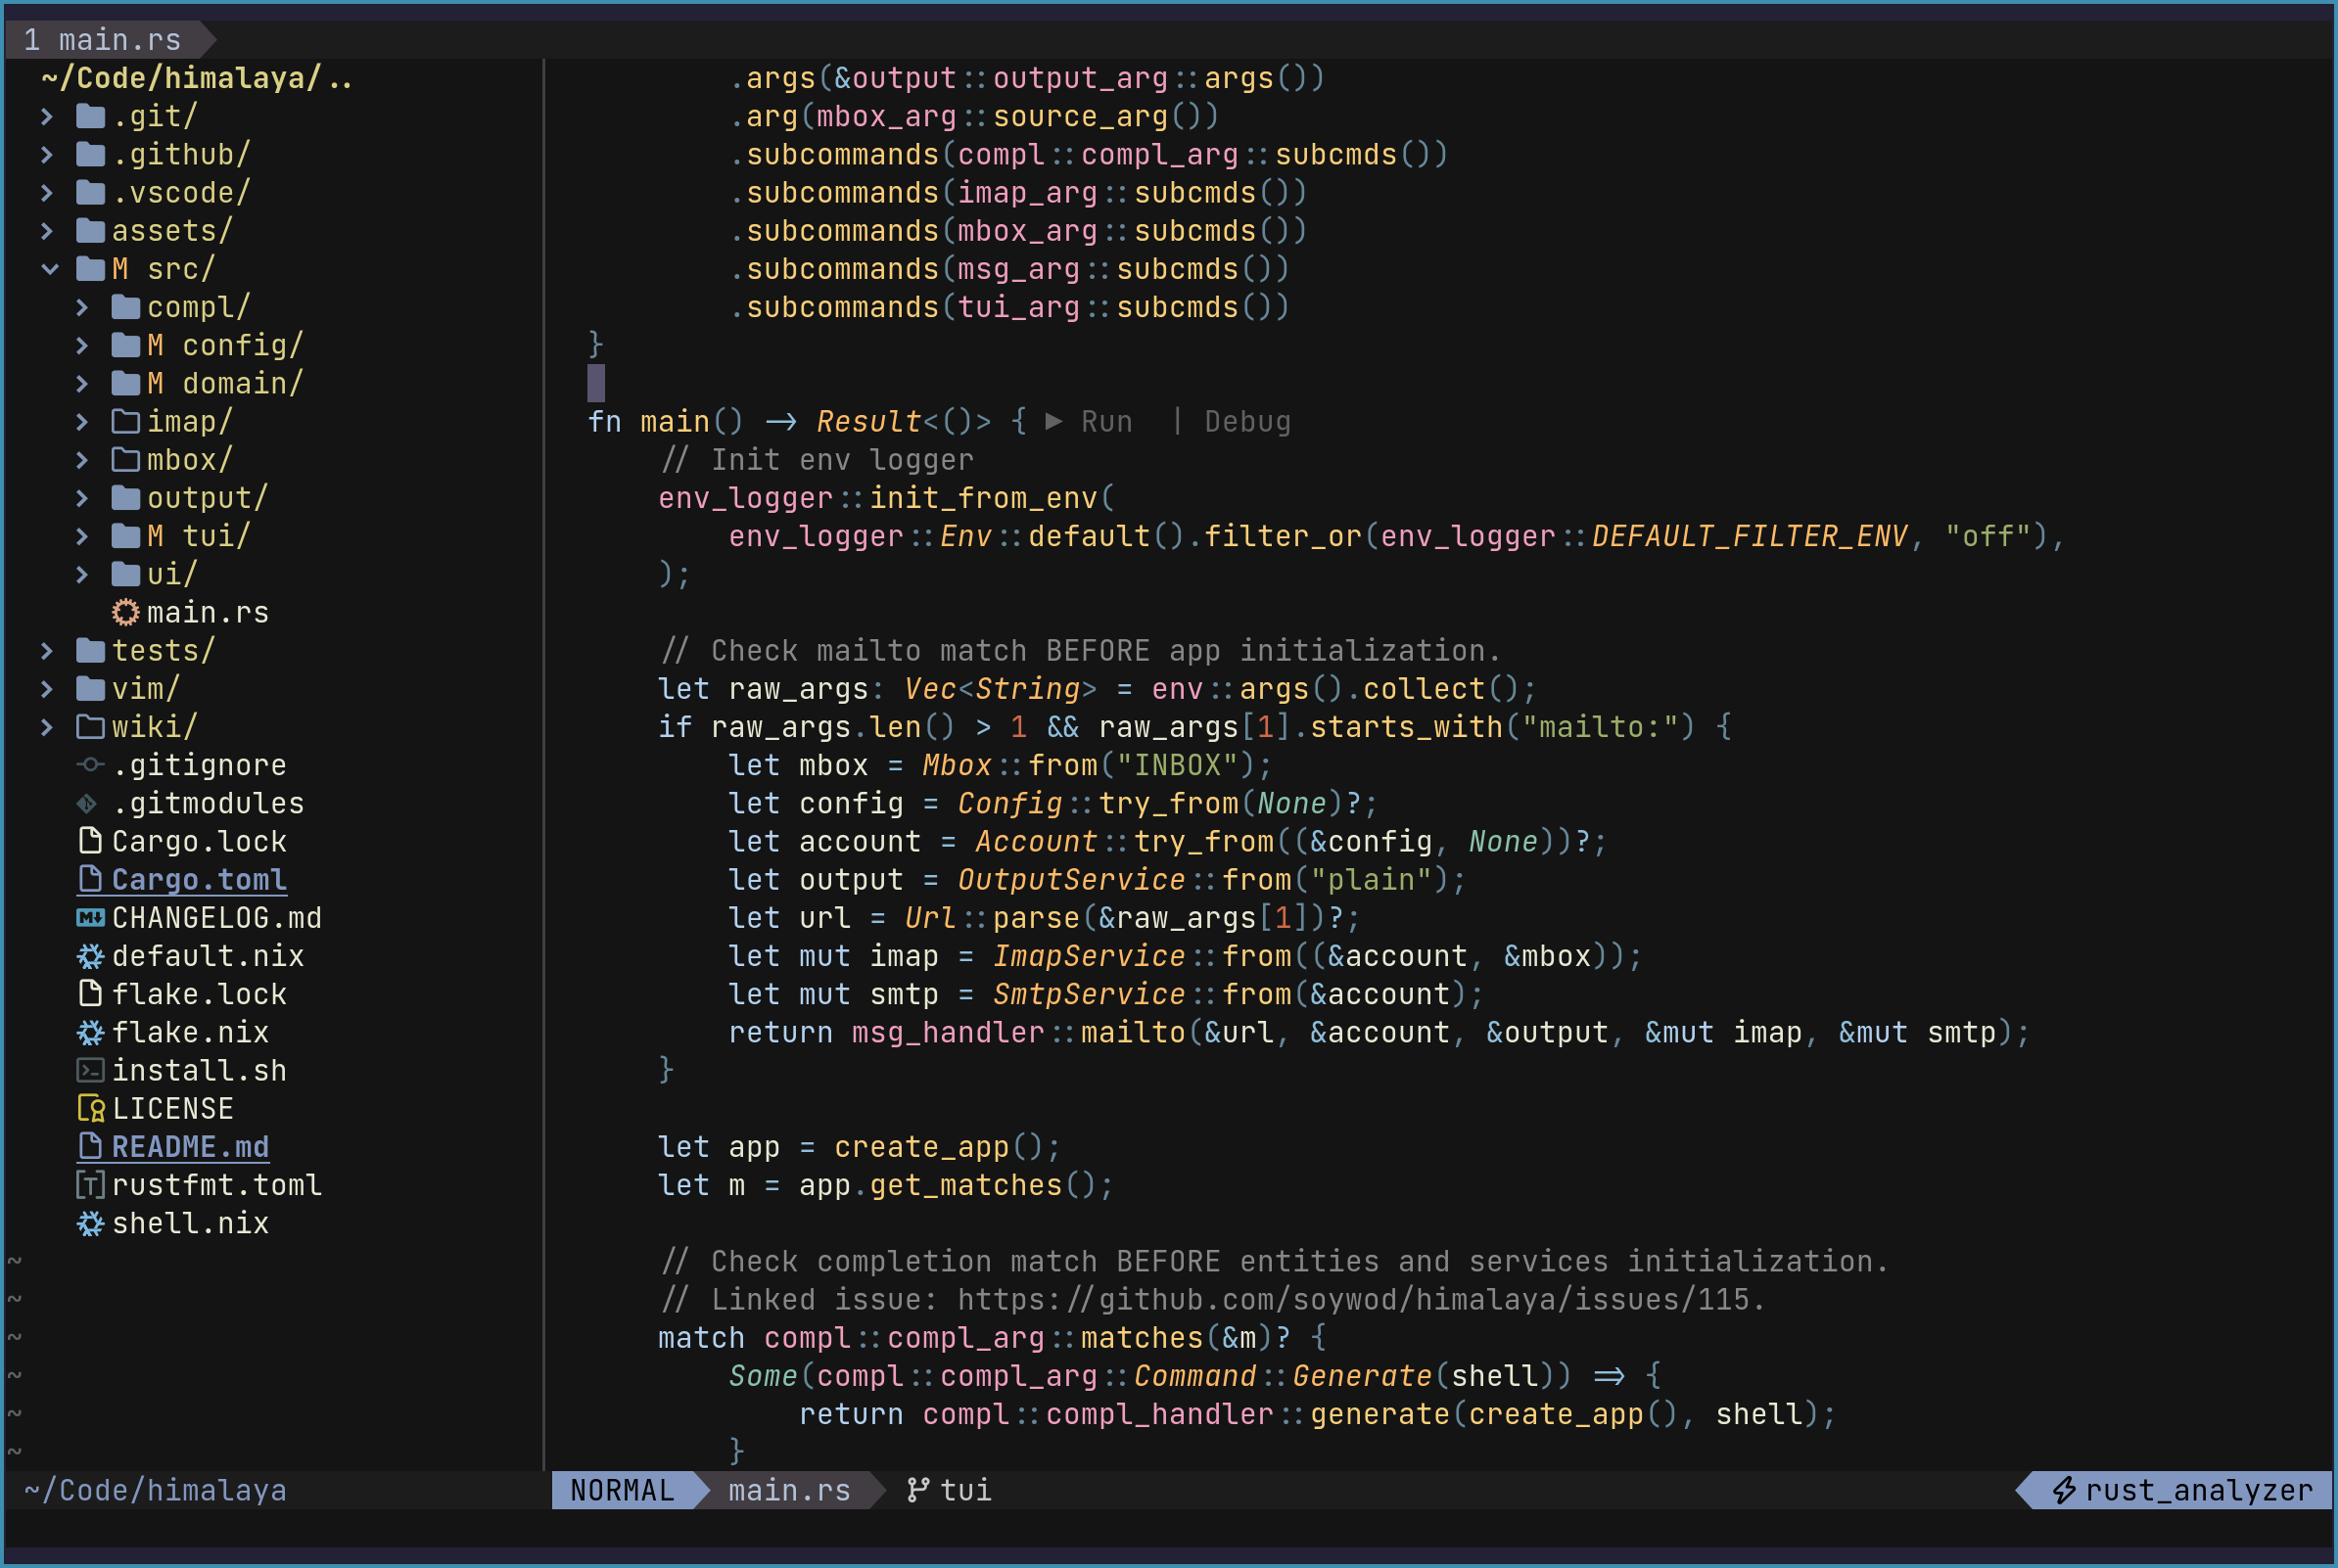 1 main.rs
~/Code/himalaya/..
.git/
.github/
.vscode/
assets/
M src/
compl/
M config/
M domain/
imap/
mbox/
output/
M tui/
ui/
main.rs
tests/
vim/
wiki/
.gitignore
.gitmodules
Cargo.lock
Cargo.toml
CHANGELOG.md
default.nix
flake.lock
flake.nix
install.sh
LICENSE
README.md
rustfmt.toml
shell.nix
~
~
~
~
~
~
~/Code/himalaya
        .args(&output::output_arg::args())
        .arg(mbox_arg::source_arg())
        .subcommands(compl::compl_arg::subcmds())
        .subcommands(imap_arg::subcmds())
        .subcommands(mbox_arg::subcmds())
        .subcommands(msg_arg::subcmds())
        .subcommands(tui_arg::subcmds())
}
fn main() -> Result<()> { ▶ Run  | Debug
    // Init env logger
    env_logger::init_from_env(
        env_logger::Env::default().filter_or(env_logger::DEFAULT_FILTER_ENV, "off"),
    );
    // Check mailto match BEFORE app initialization.
    let raw_args: Vec<String> = env::args().collect();
    if raw_args.len() > 1 && raw_args[1].starts_with("mailto:") {
        let mbox = Mbox::from("INBOX");
        let config = Config::try_from(None)?;
        let account = Account::try_from((&config, None))?;
        let output = OutputService::from("plain");
        let url = Url::parse(&raw_args[1])?;
        let mut imap = ImapService::from((&account, &mbox));
        let mut smtp = SmtpService::from(&account);
        return msg_handler::mailto(&url, &account, &output, &mut imap, &mut smtp);
    }
    let app = create_app();
    let m = app.get_matches();
    // Check completion match BEFORE entities and services initialization.
    // Linked issue: https://github.com/soywod/himalaya/issues/115.
    match compl::compl_arg::matches(&m)? {
        Some(compl::compl_arg::Command::Generate(shell)) => {
            return compl::compl_handler::generate(create_app(), shell);
        }
NORMAL main.rs tui rust_analyzer